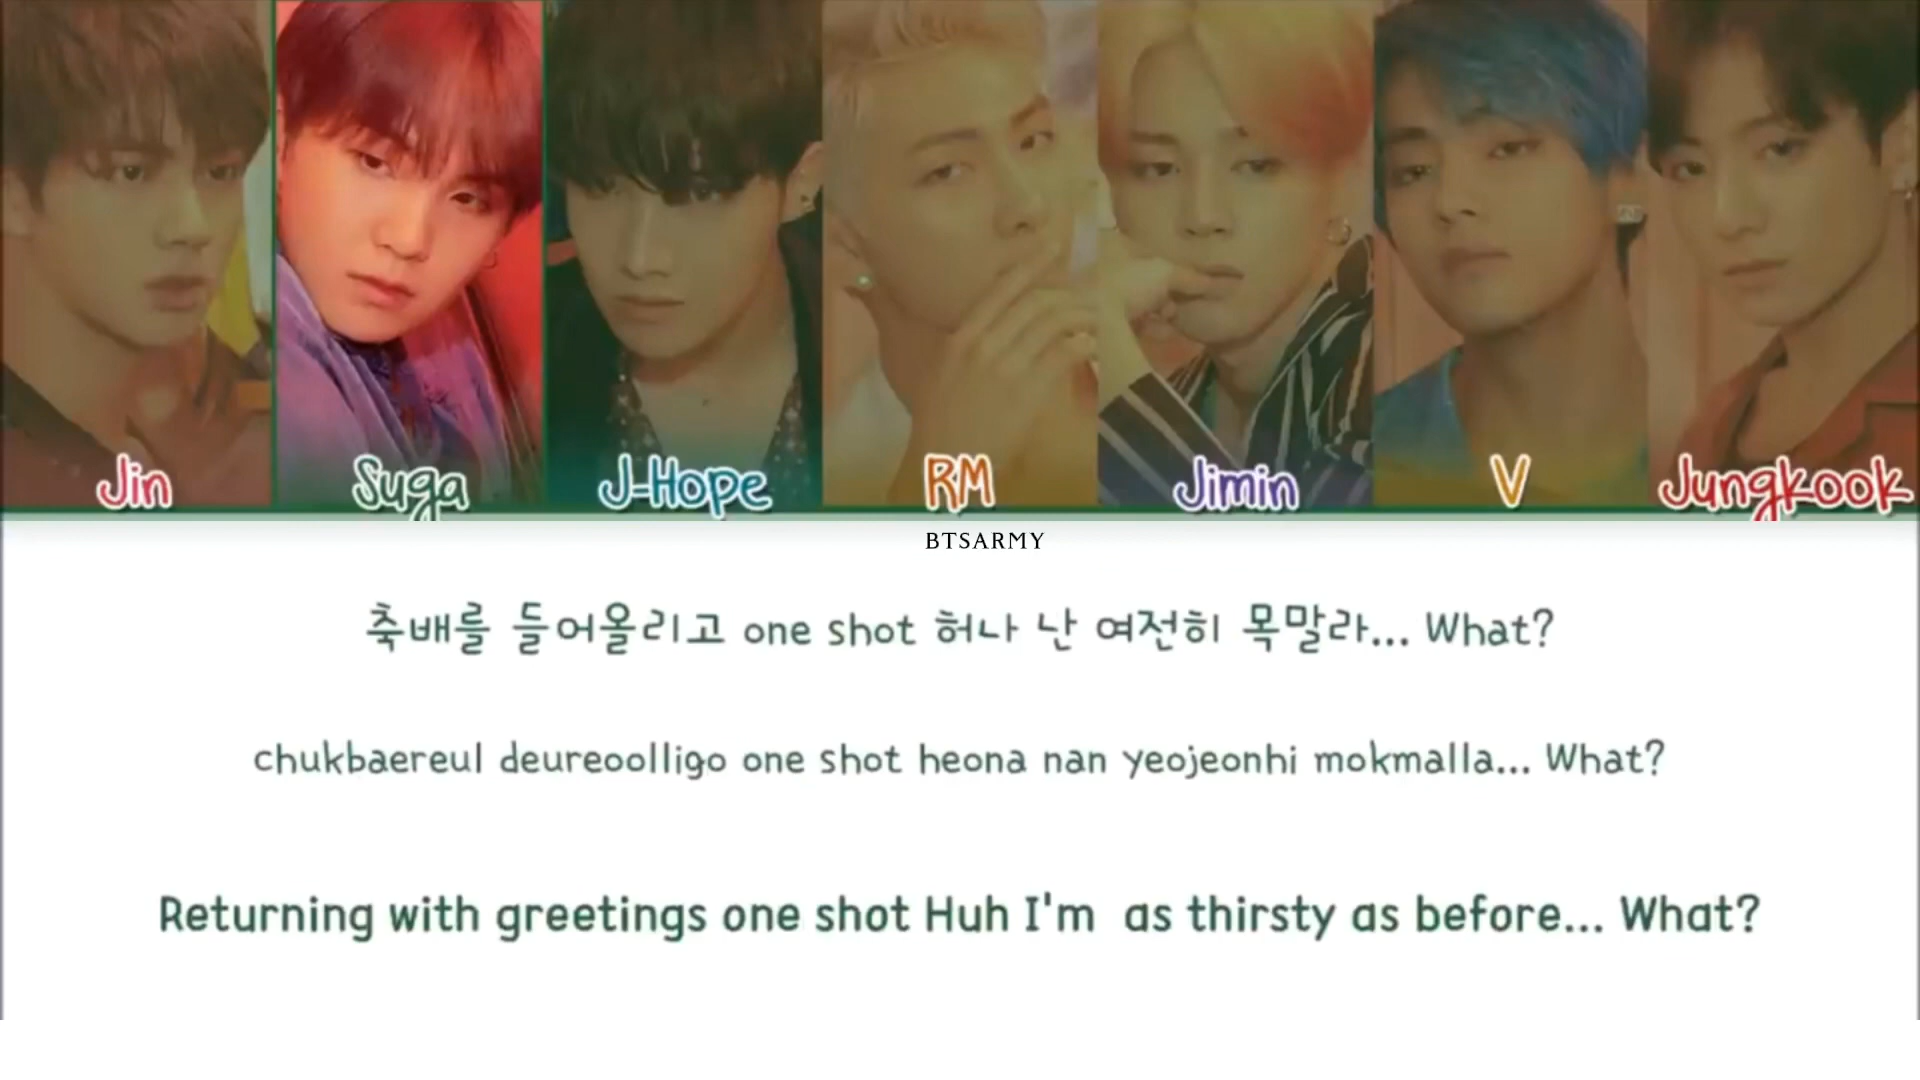 Jin Suga J-Hope RM Jimin V Jungkook
BTSARMY
축배를 들어올리고 one shot 허나 난 여전히 목말라... What?
chukbaereul deureoolligo one shot heona nan yeojeonhi mokmalla... What?
Returning with greetings one shot Huh I'm as thirsty as before... What?